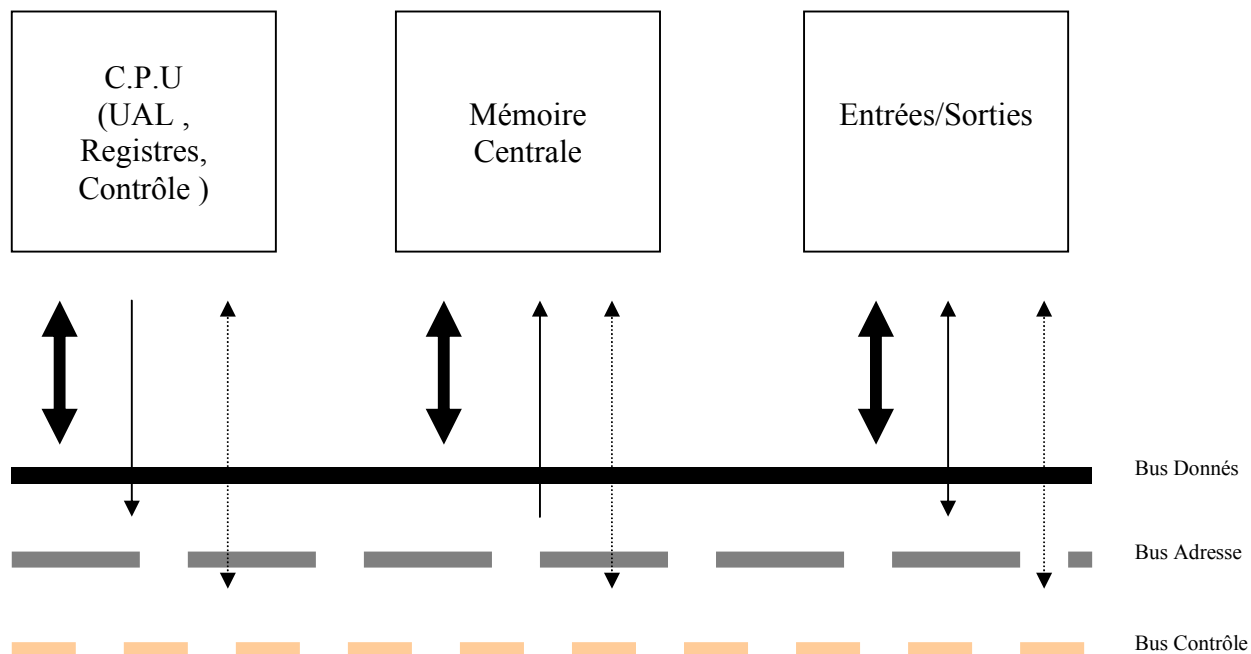 C.P.U
(UAL ,
Registres,
Contrôle )
Mémoire
Centrale
Entrées/Sorties
Bus Donnés
Bus Adresse
Bus Contrôle